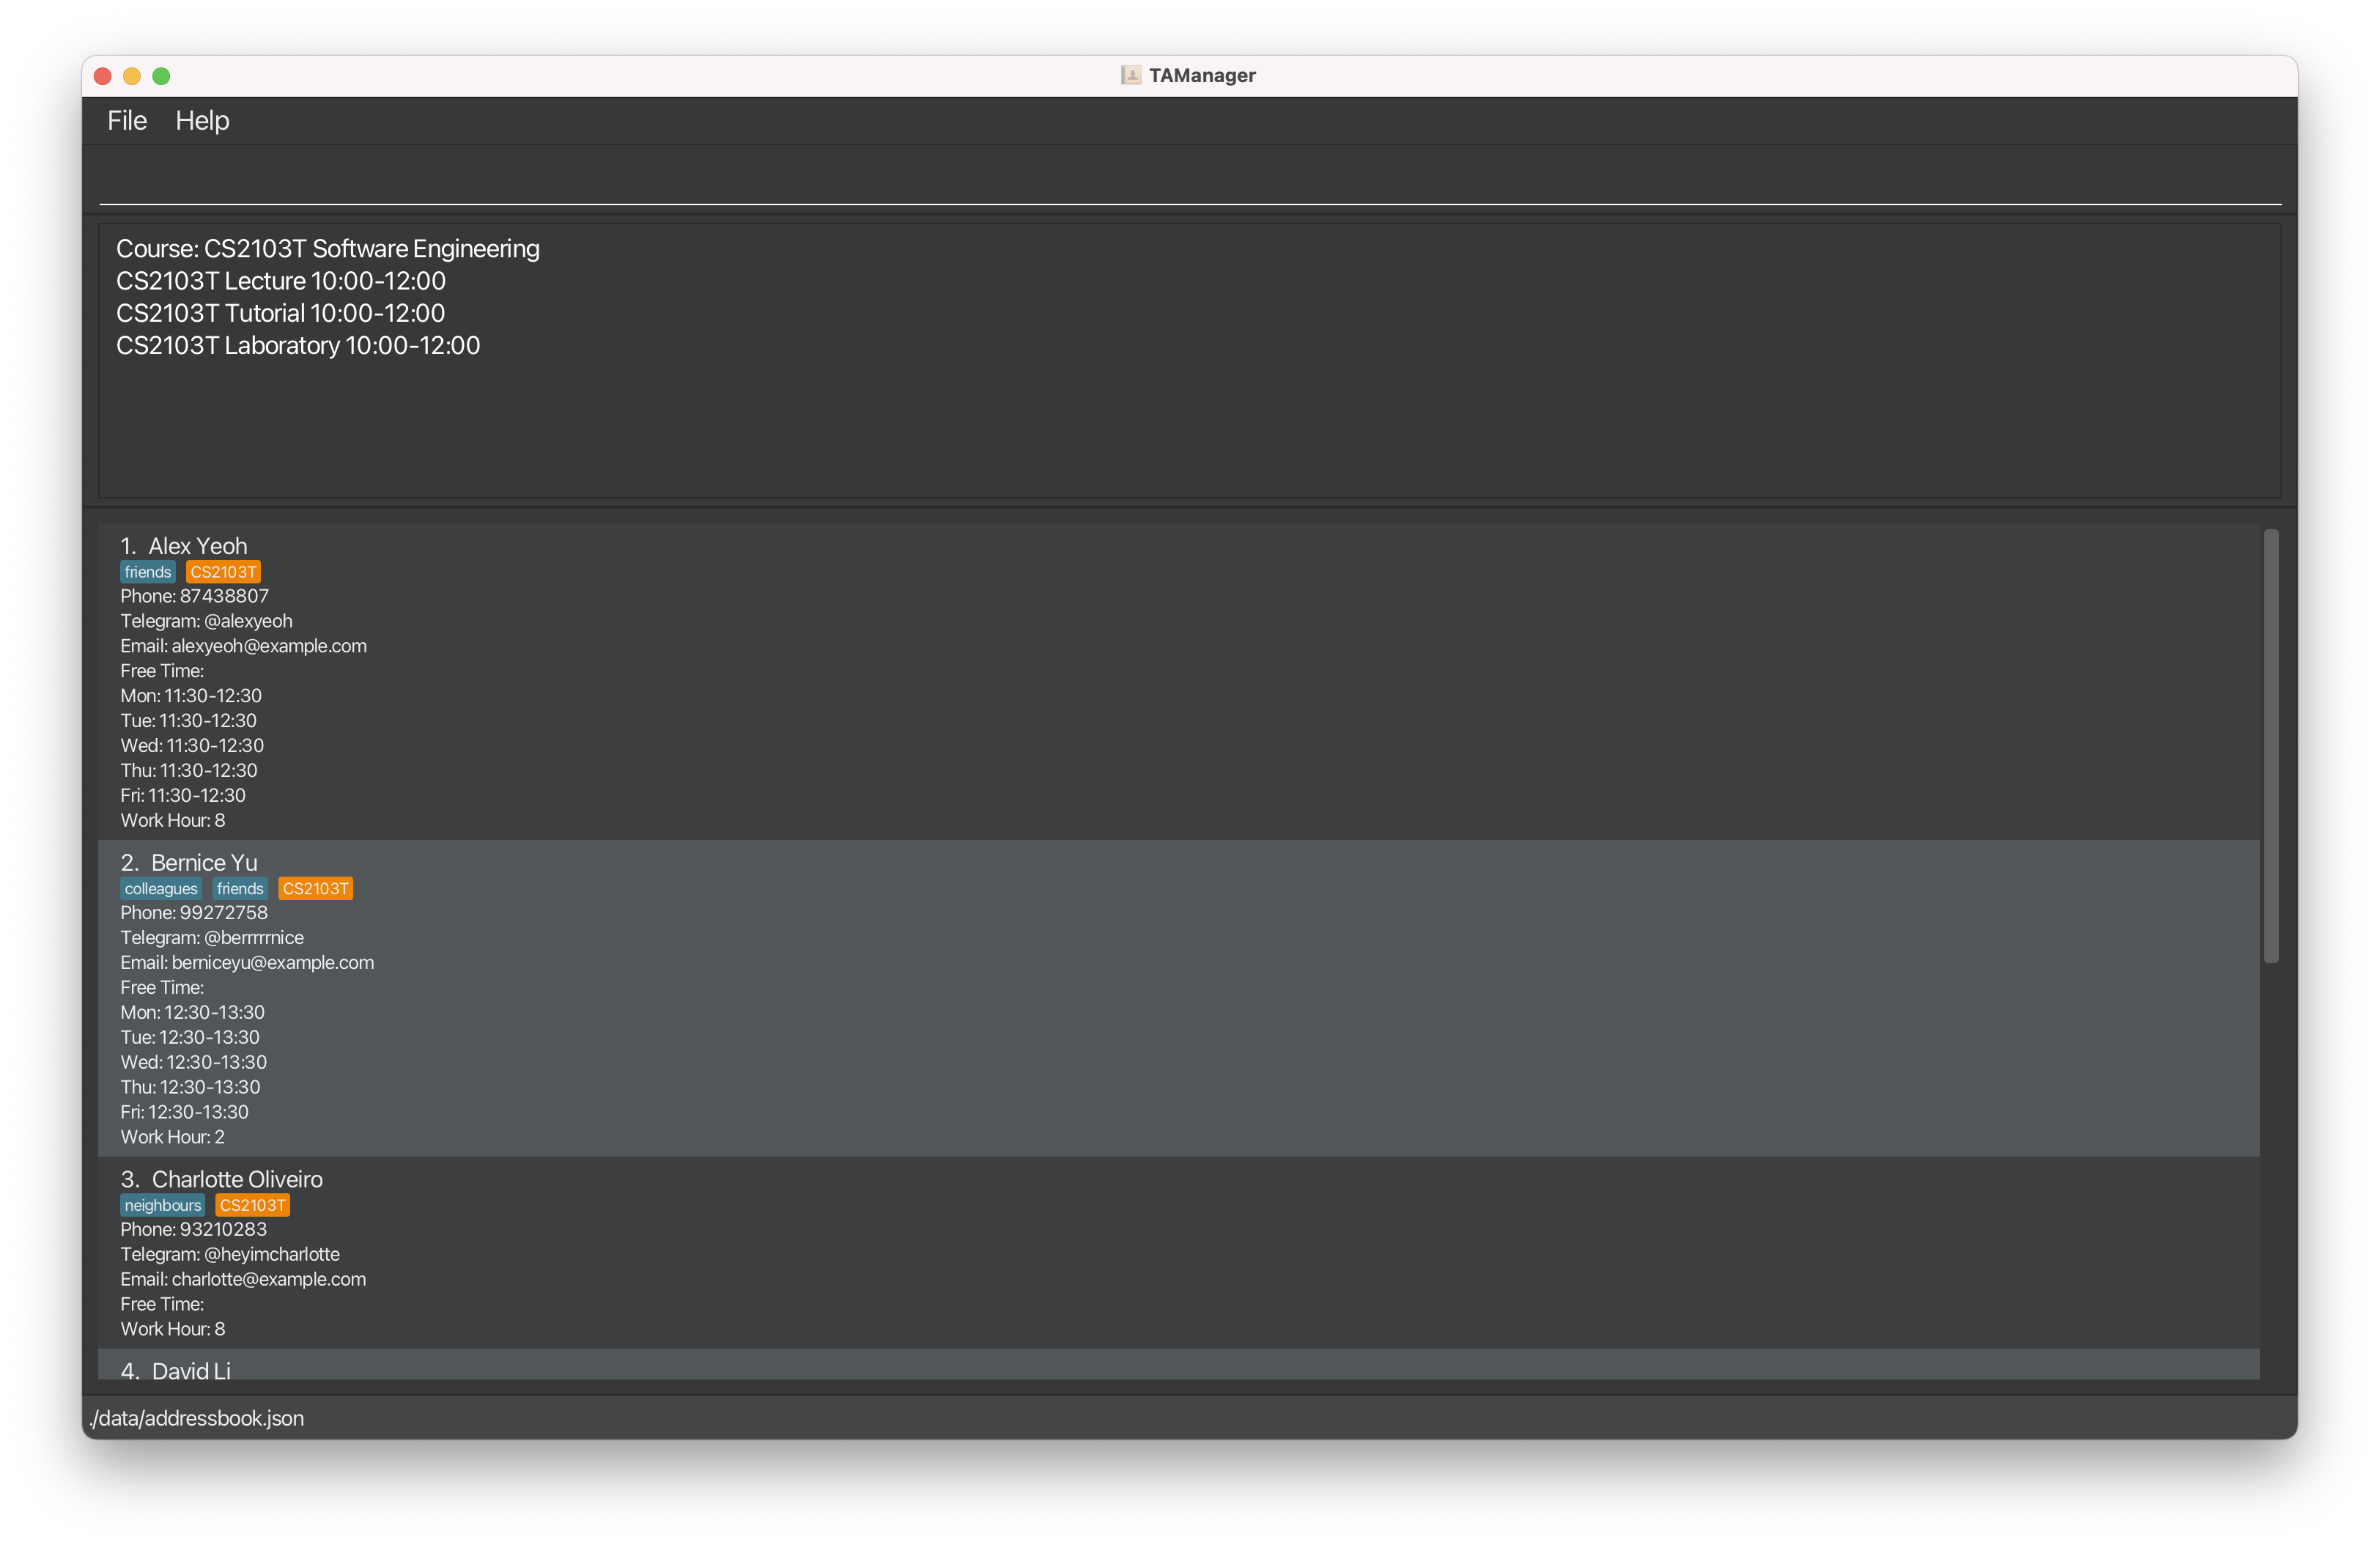 TAManager
File Help
Course: CS2103T Software Engineering
CS2103T Lecture 10:00-12:00
CS2103T Tutorial 10:00-12:00
CS2103T Laboratory 10:00-12:00
1. Alex Yeoh
friends CS2103T
Phone: 87438807
Telegram: @alexyeoh
Email: alexyeoh@example.com
Free Time:
Mon: 11:30-12:30
Tue: 11:30-12:30
Wed: 11:30-12:30
Thu: 11:30-12:30
Fri: 11:30-12:30
Work Hour: 8
2. Bernice Yu
colleagues friends CS2103T
Phone: 99272758
Telegram: @berrrrrnice
Email: berniceyu@example.com
Free Time:
Mon: 12:30-13:30
Tue: 12:30-13:30
Wed: 12:30-13:30
Thu: 12:30-13:30
Fri: 12:30-13:30
Work Hour: 2
3. Charlotte Oliveiro
neighbours CS2103T
Phone: 93210283
Telegram: @heyimcharlotte
Email: charlotte@example.com
Free Time:
Work Hour: 8
4. David Li
./data/addressbook.json